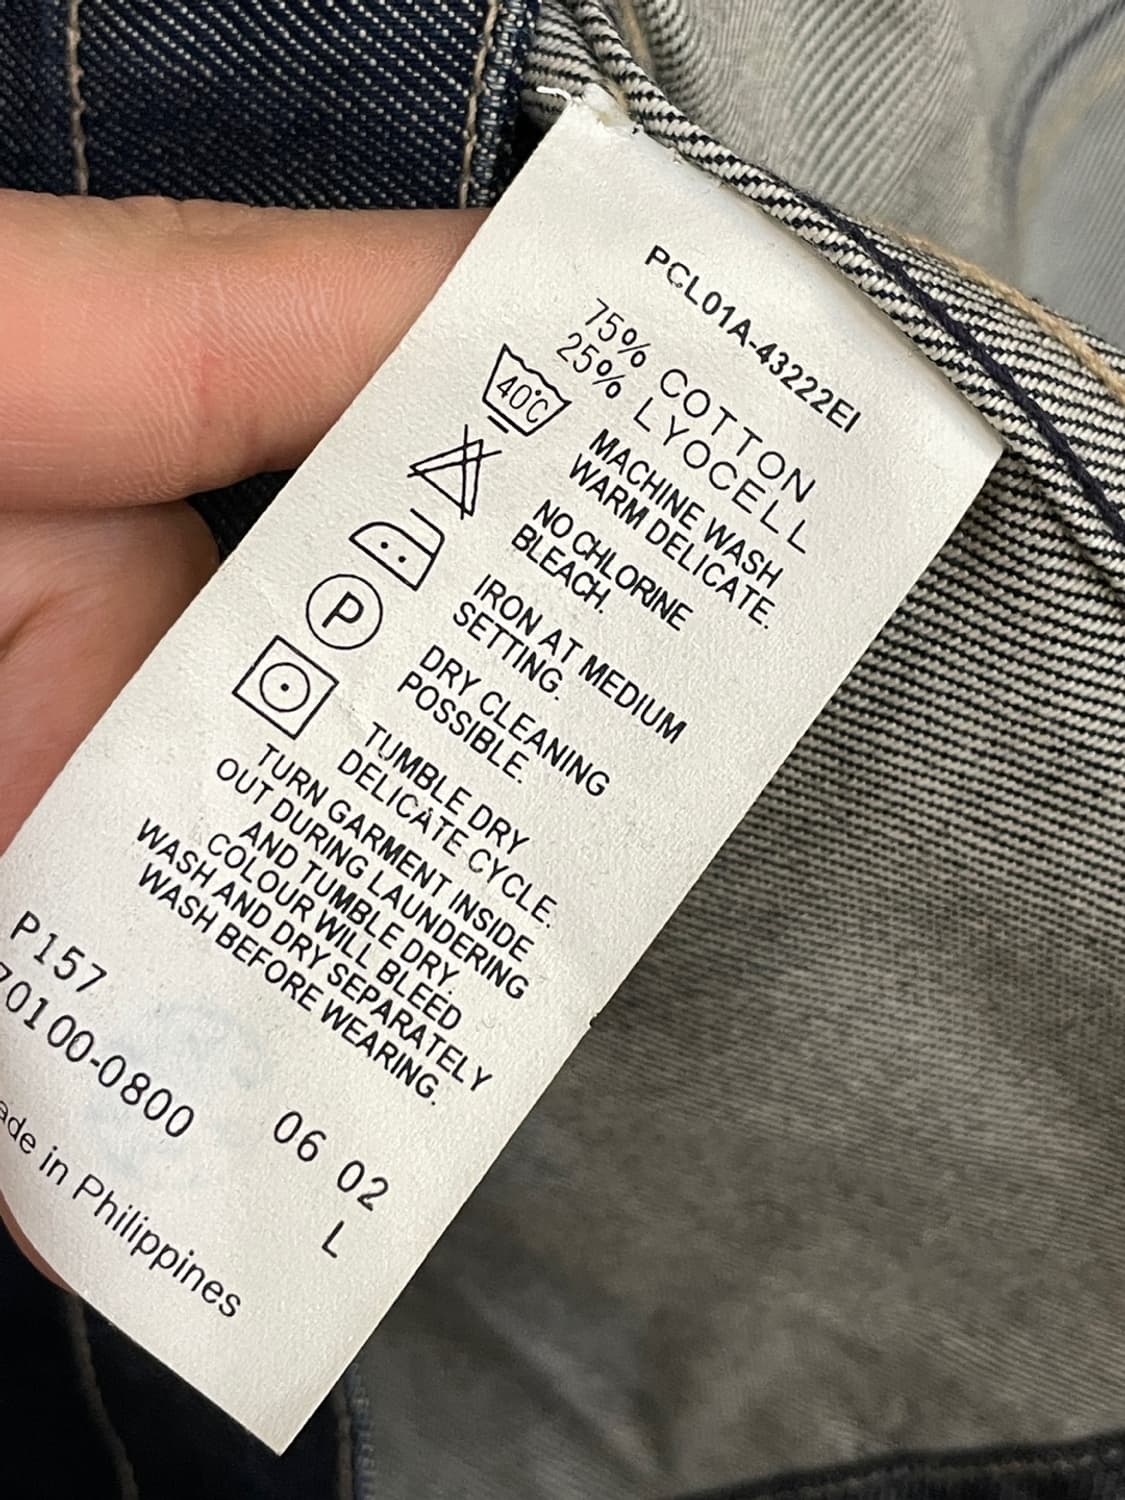 PCL01A-43222EI
75% COTTON
25% LYOCELL
40°C
MACHINE WASH
WARM DELICATE.
NO CHLORINE
BLEACH.
IRON AT MEDIUM
SETTING.
P
DRY CLEANING
POSSIBLE.
TUMBLE DRY
DELICATE CYCLE.
TURN GARMENT INSIDE
OUT DURING LAUNDERING
AND TUMBLE DRY.
COLOUR WILL BLEED
WASH AND DRY SEPARATELY
WASH BEFORE WEARING.
P157
70100-0800 06 02
L
ade in Philippines